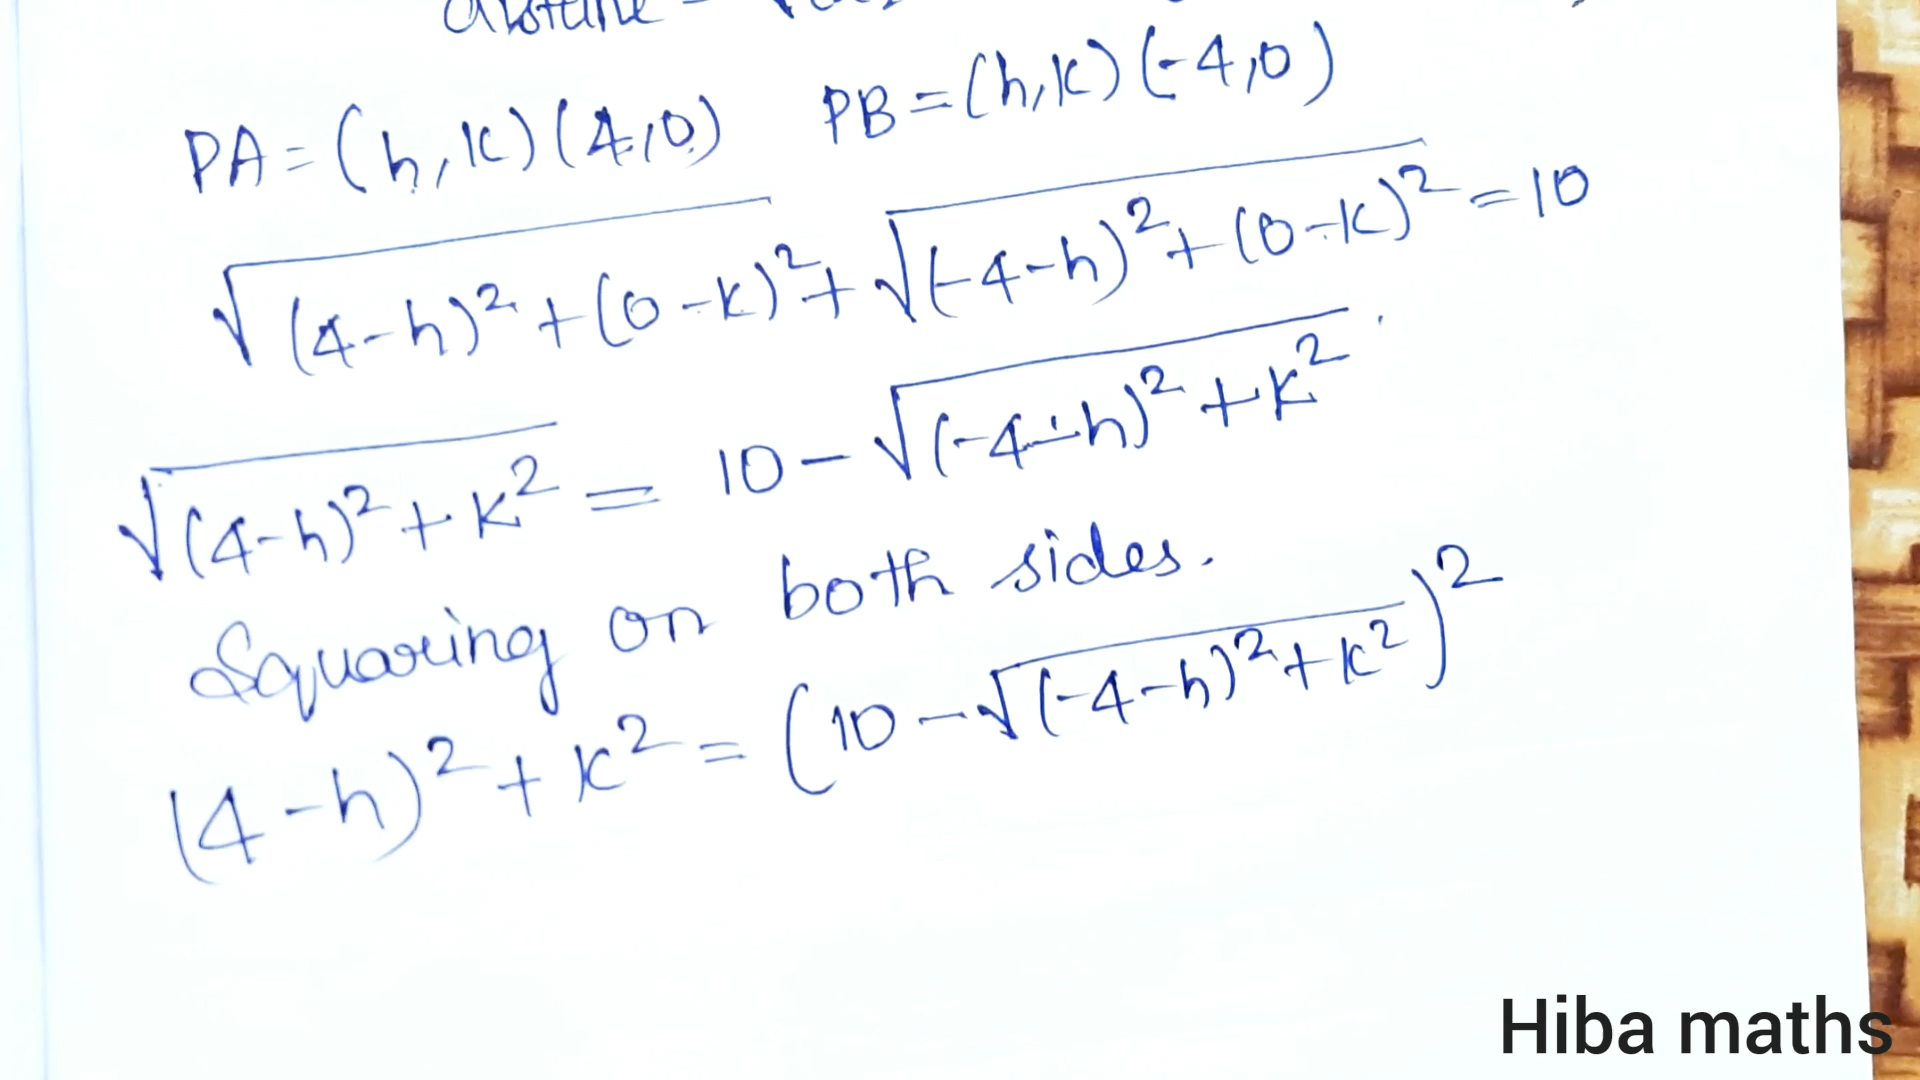 PA = (h, k) (4, 0) PB = (h, k) (-4, 0)
√((4-h)² + (0-k)²) + √((-4-h)² + (0-k)²) = 10
√((4-h)² + k²) = 10 - √((-4-h)² + k²)
Squaring on both sides.
(4-h)² + k² = (10 - √((-4-h)² + k²))²
Hiba maths